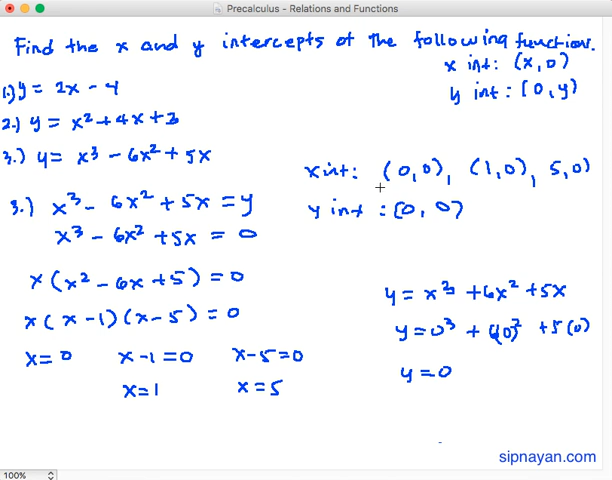 Precalculus - Relations and Functions
Find the x and y intercepts of the following function.
x int: (x, 0)
y int: [0, y)
1.) y = 2x - 4
2.) y = x² + 4x + 3
3.) y = x³ - 6x² + 5x
x int: (0, 0), (1, 0), 5, 0)
y int : [0, 0)
3.) x³ - 6x² + 5x = y
x³ - 6x² + 5x = 0
x (x² - 6x + 5) = 0
x (x - 1) (x - 5) = 0
x = 0 x - 1 = 0 x - 5 = 0
x = 1 x = 5
y = x³ + 6x² + 5x
y = 0³ + 6(0)² + 5(0)
y = 0
sipnayan.com
100%